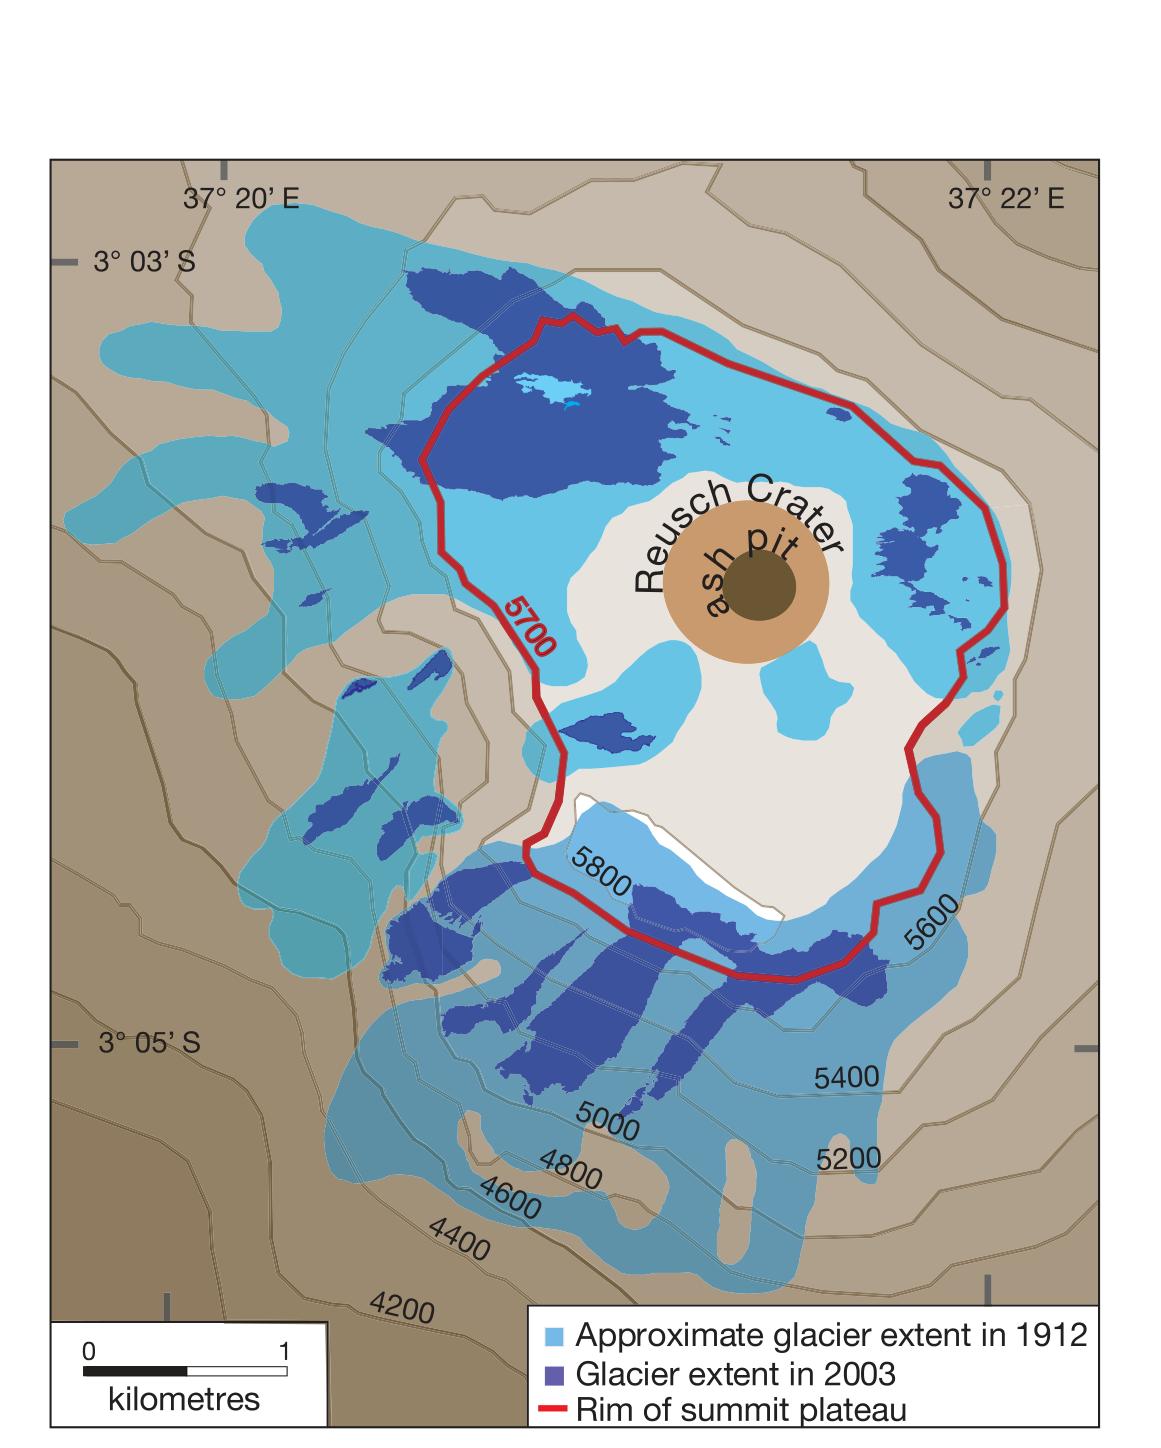 37° 20’ E
37° 22’ E
3° 03’ S
Reusch Crater
ash pit
5700
5800
5600
3° 05’ S
5400
5000
5200
4800
4600
4400
4200
0 1
kilometres
Approximate glacier extent in 1912
Glacier extent in 2003
Rim of summit plateau